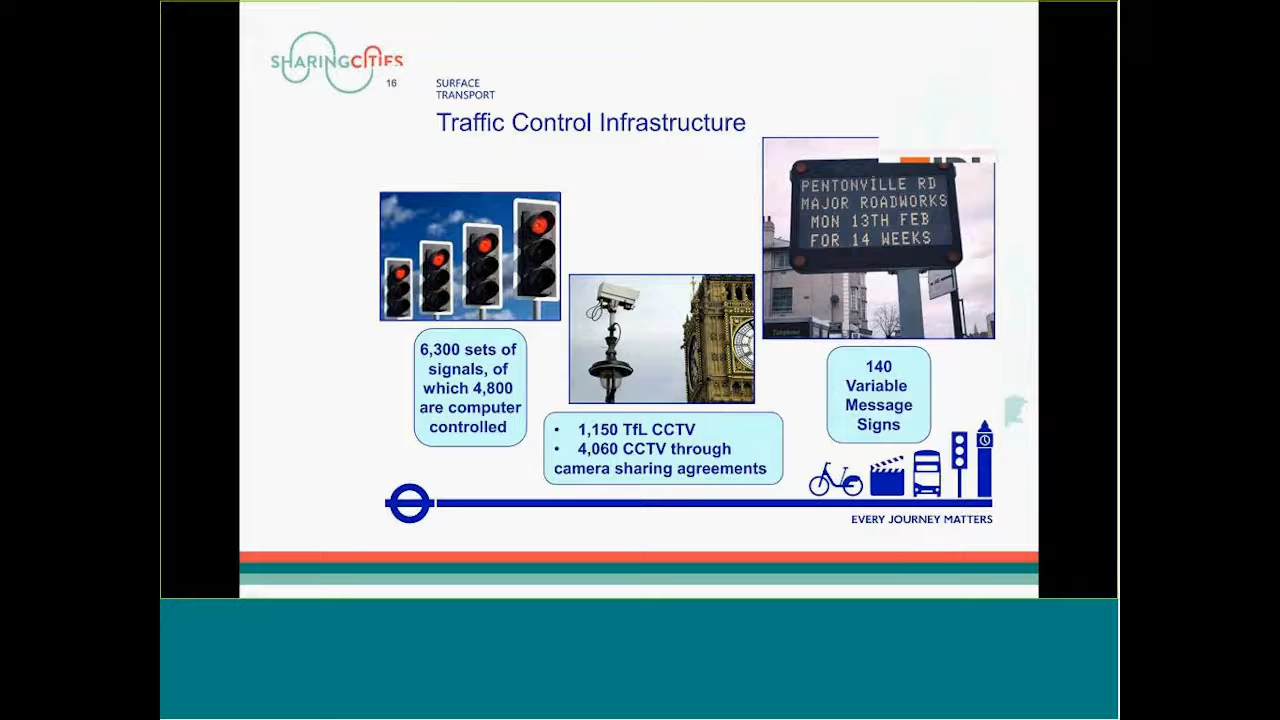 SHARINGCITIES
16
SURFACE
TRANSPORT
Traffic Control Infrastructure
PENTONVILLE RD
MAJOR ROADWORKS
MON 13TH FEB
FOR 14 WEEKS
6,300 sets of
signals, of
which 4,800
are computer
controlled
• 1,150 TfL CCTV
• 4,060 CCTV through
camera sharing agreements
140
Variable
Message
Signs
EVERY JOURNEY MATTERS